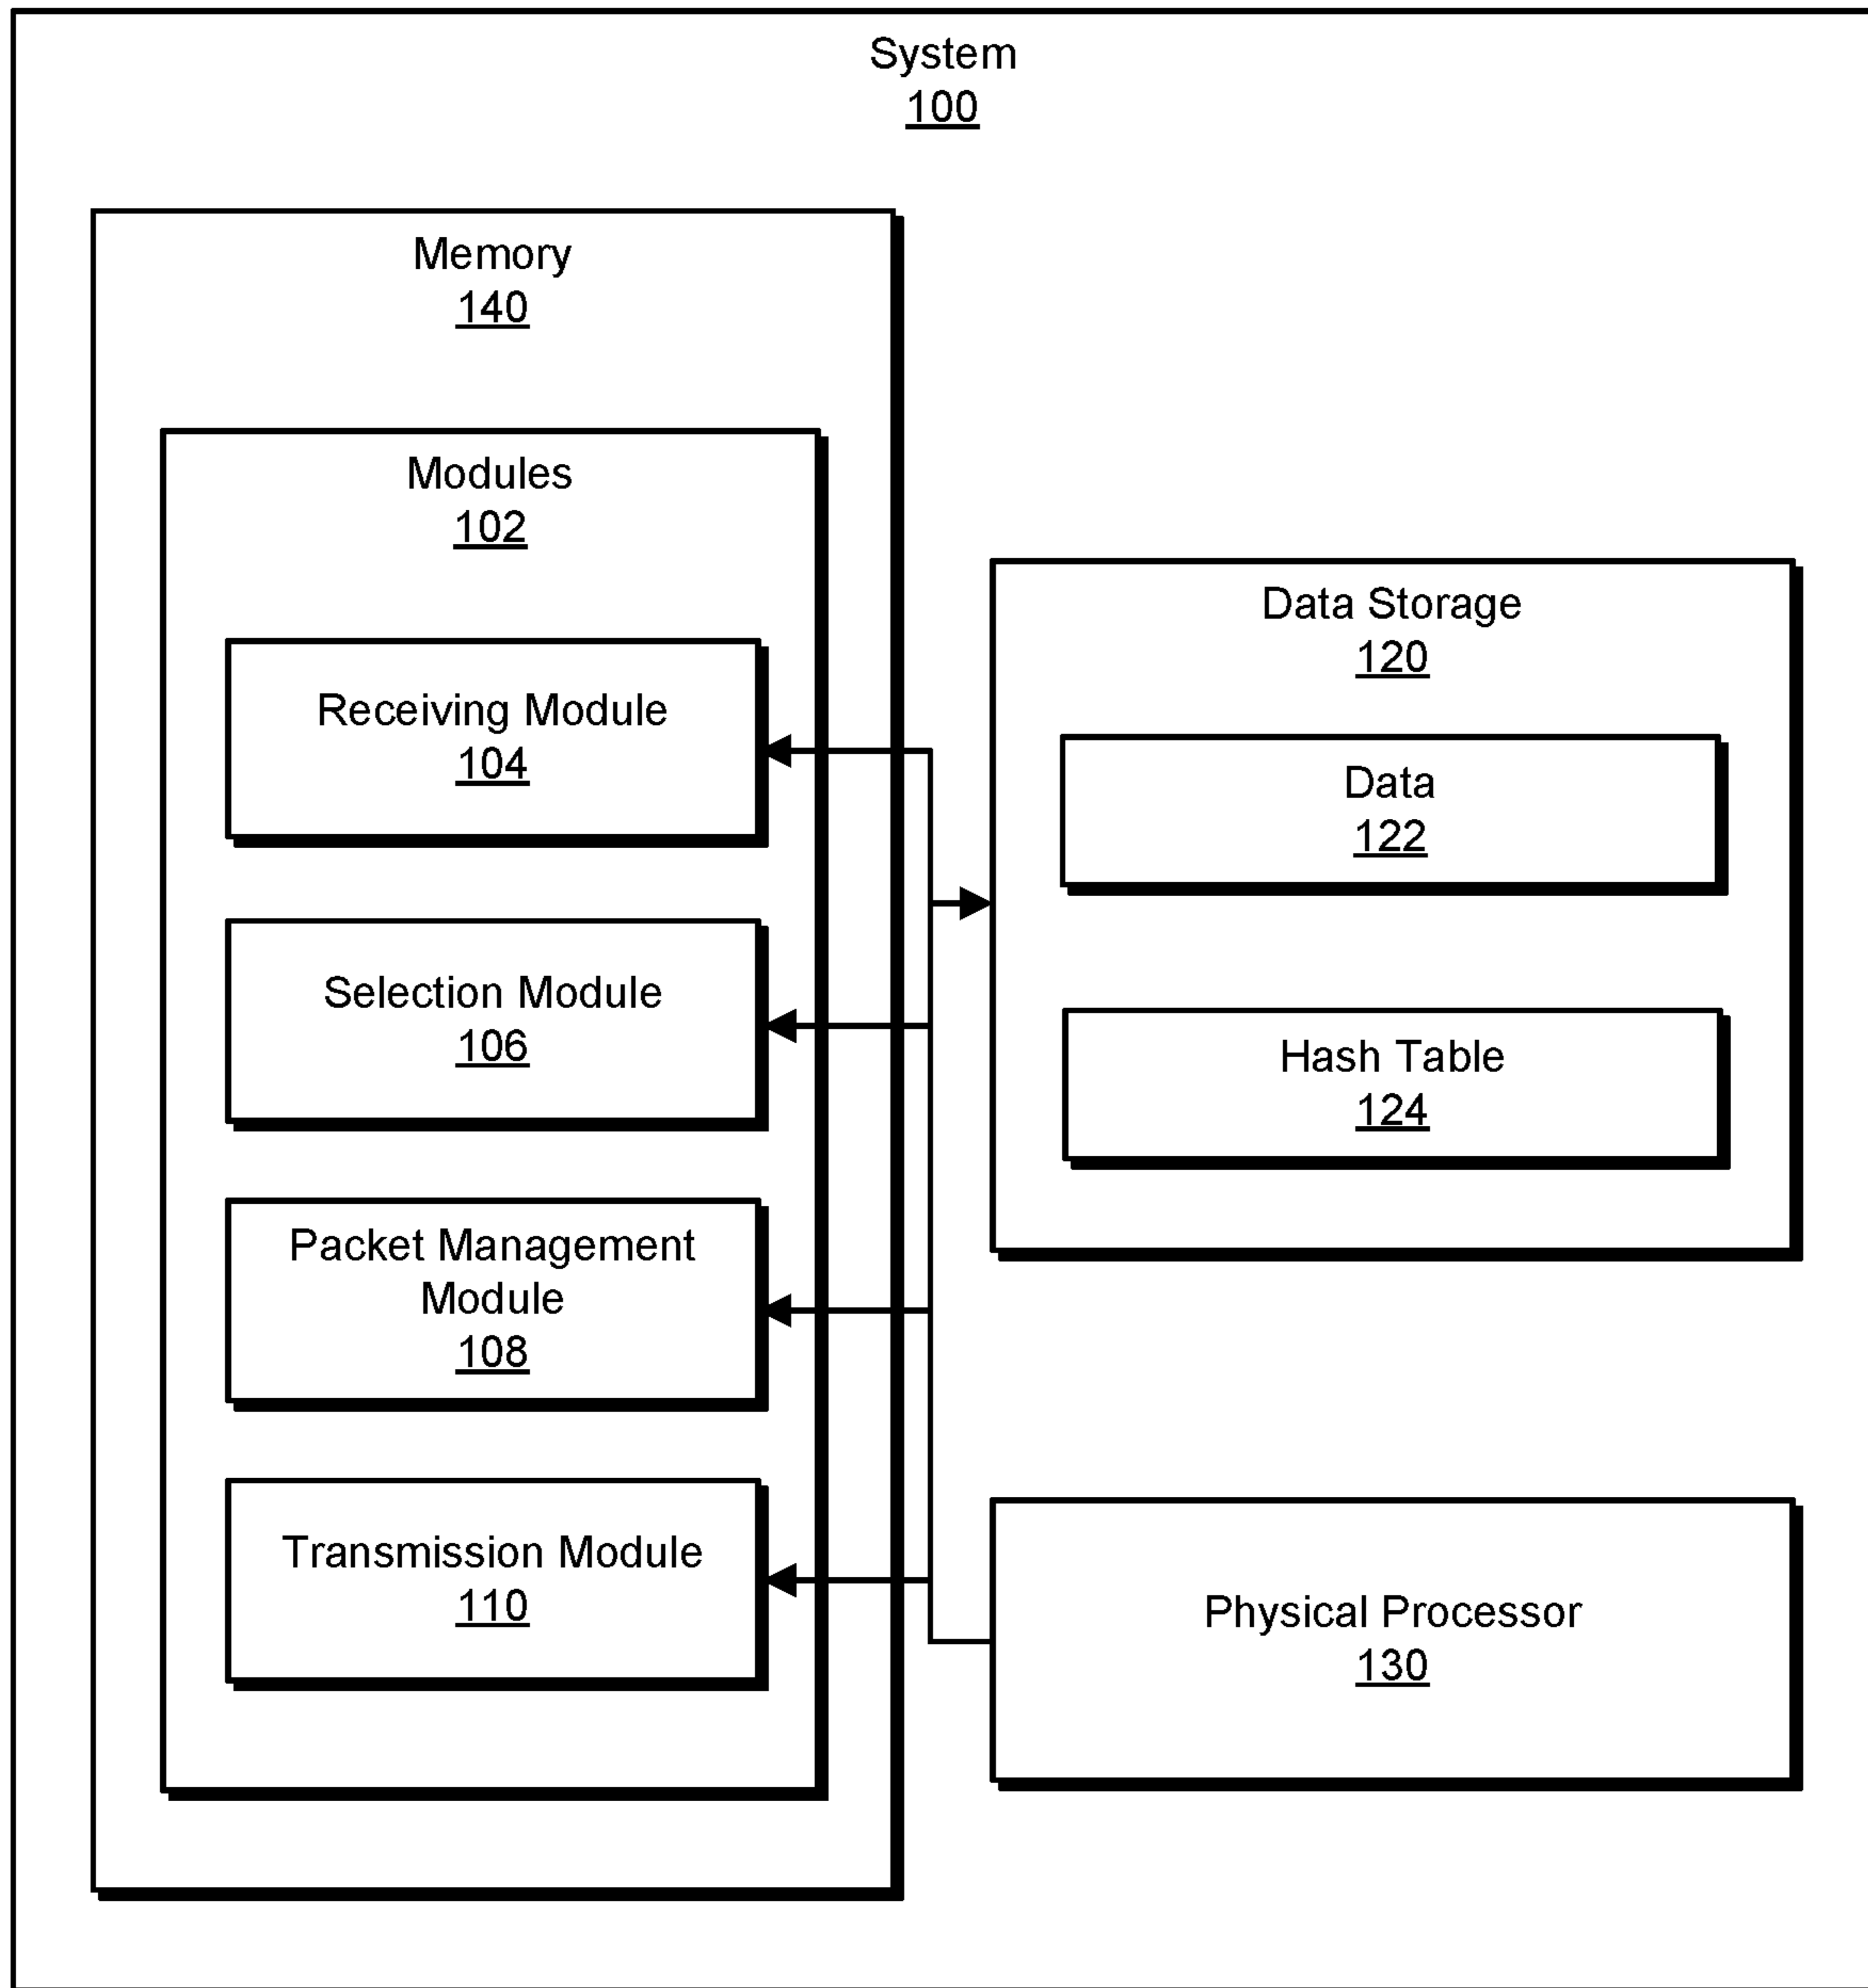 System
100
Memory
140
Modules
102
Receiving Module
104
Selection Module
106
Packet Management
Module
108
Transmission Module
110
Data Storage
120
Data
122
Hash Table
124
Physical Processor
130